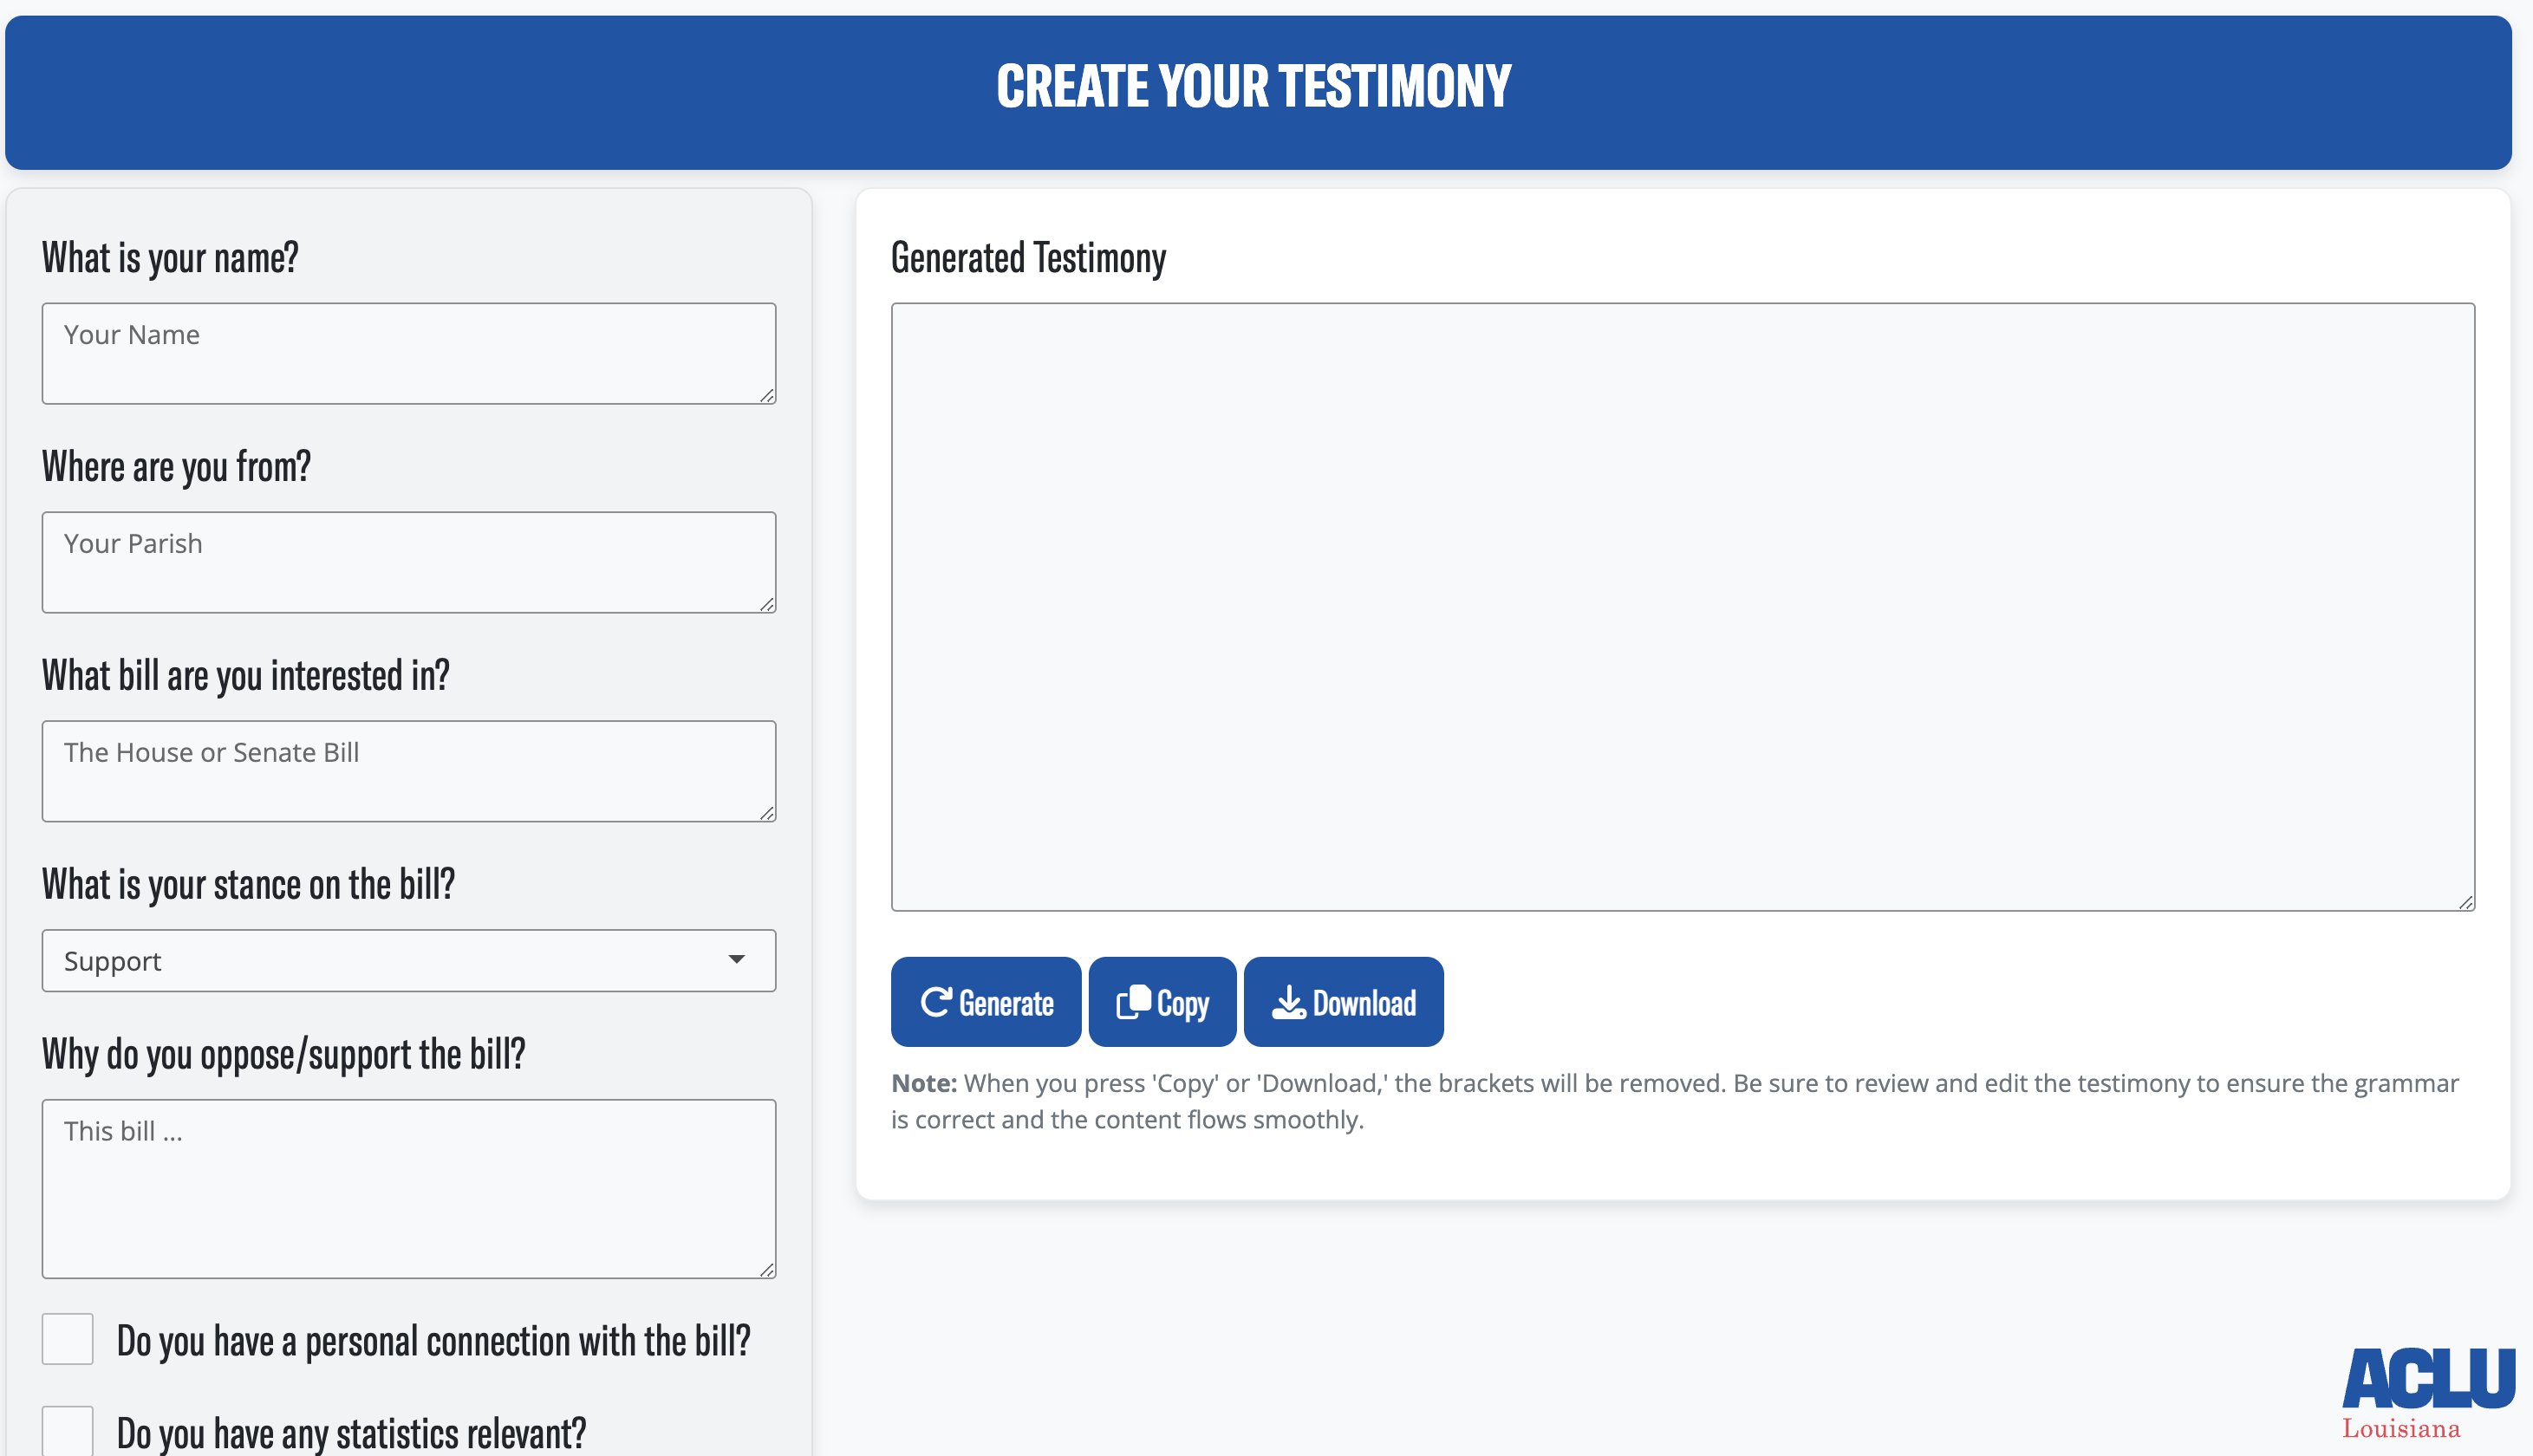 CREATE YOUR TESTIMONY
What is your name?
Your Name
Where are you from?
Your Parish
What bill are you interested in?
The House or Senate Bill
What is your stance on the bill?
Support
Why do you oppose/support the bill?
This bill ...
Do you have a personal connection with the bill?
Do you have any statistics relevant?
Generated Testimony
Generate Copy Download
Note: When you press 'Copy' or 'Download,' the brackets will be removed. Be sure to review and edit the testimony to ensure the grammar
is correct and the content flows smoothly.
ACLU
Louisiana